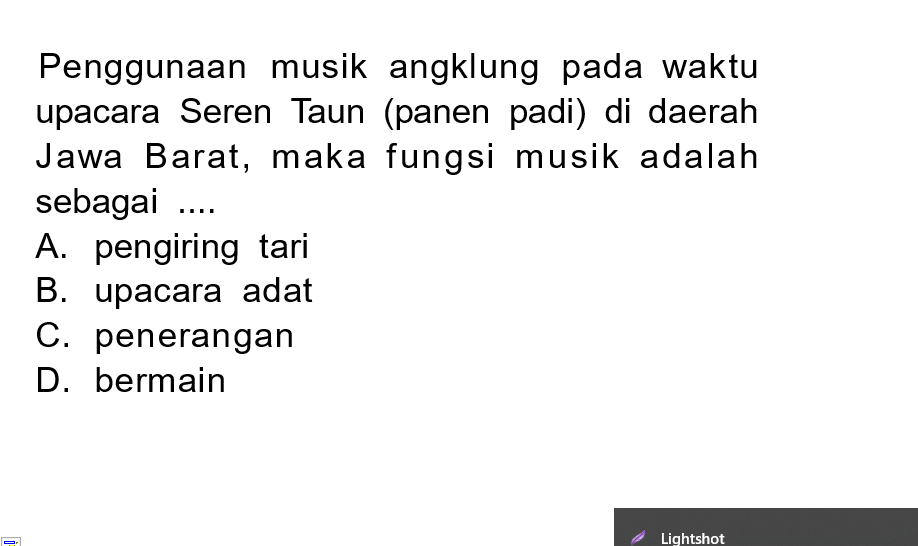 Penggunaan musik angklung pada waktu
upacara Seren Taun (panen padi) di daerah
Jawa Barat, maka fungsi musik adalah
sebagai ....
A. pengiring tari
B. upacara adat
C. penerangan
D. bermain
Lightshot